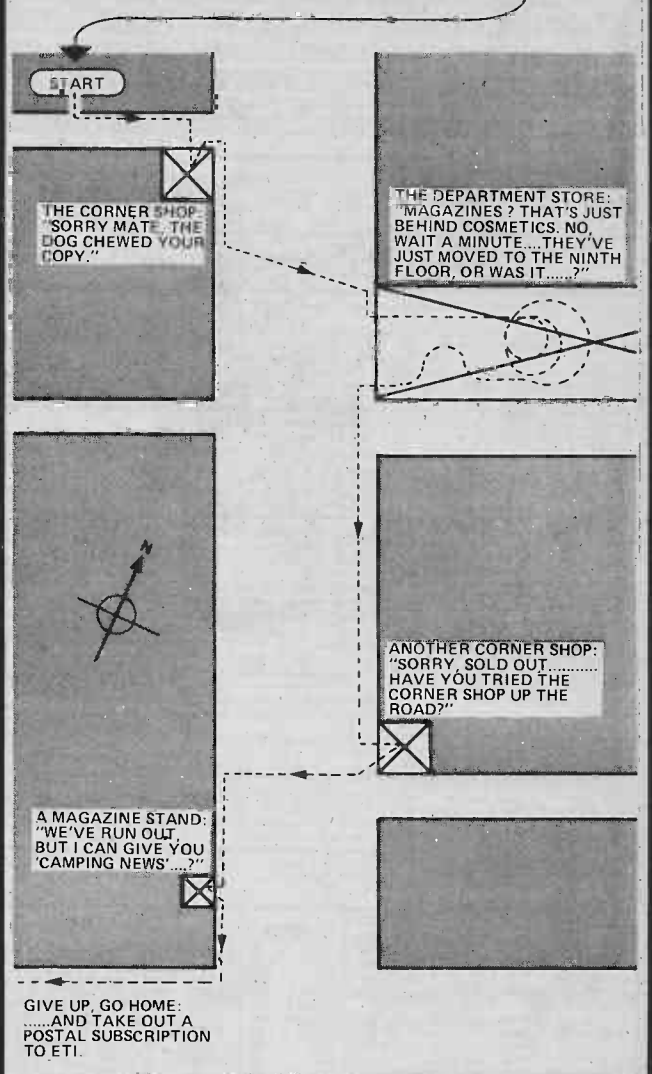 START
THE CORNER SHOP:
"SORRY MATE, THE
DOG CHEWED YOUR
COPY."
THE DEPARTMENT STORE:
"MAGAZINES ? THAT'S JUST
BEHIND COSMETICS. NO,
WAIT A MINUTE....THEY'VE
JUST MOVED TO THE NINTH
FLOOR, OR WAS IT......?"
N
ANOTHER CORNER SHOP:
"SORRY, SOLD OUT...........
HAVE YOU TRIED THE
CORNER SHOP UP THE
ROAD?"
A MAGAZINE STAND:
"WE'VE RUN OUT,
BUT I CAN GIVE YOU
'CAMPING NEWS'....?"
GIVE UP, GO HOME:
......AND TAKE OUT A
POSTAL SUBSCRIPTION
TO ETI.